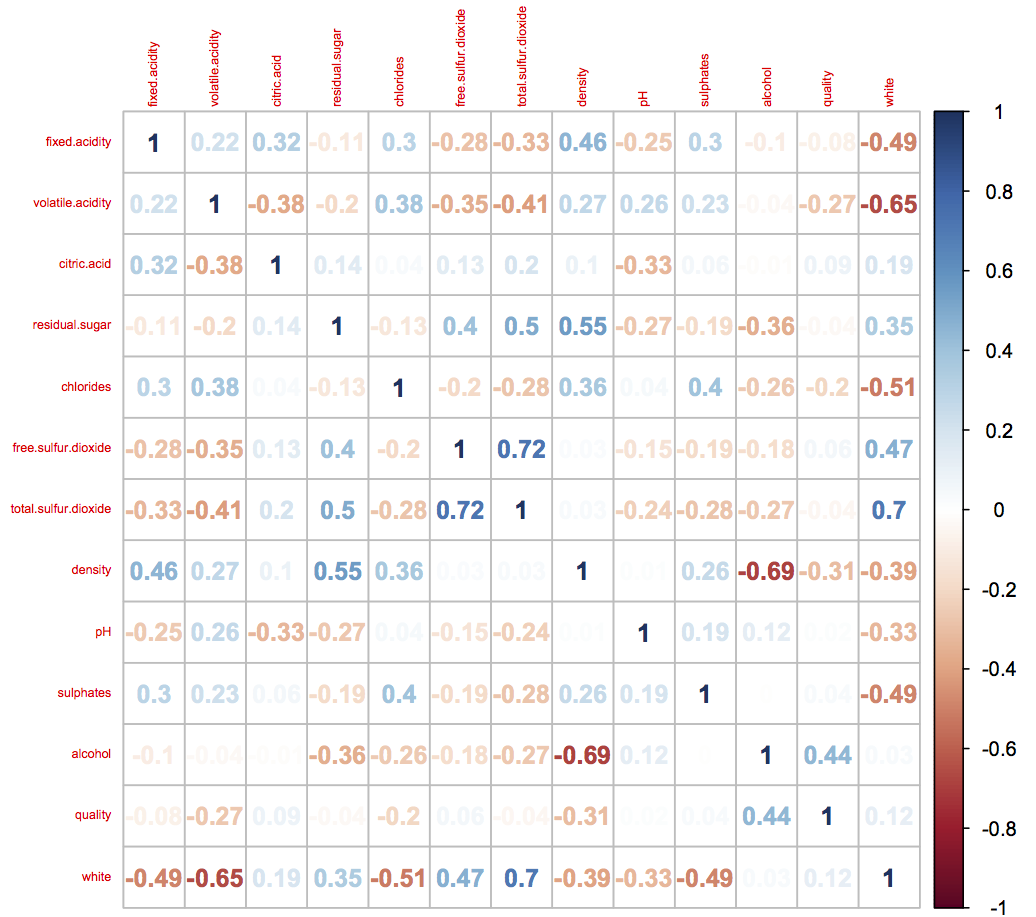 fixed.acidity volatile.acidity citric.acid residual.sugar chlorides free.sulfur.dioxide total.sulfur.dioxide density pH sulphates alcohol quality white
fixed.acidity 1 0.22 0.32 -0.11 0.3 -0.28 -0.33 0.46 -0.25 0.3 -0.1 -0.08 -0.49
volatile.acidity 0.22 1 -0.38 -0.2 0.38 -0.35 -0.41 0.27 0.26 0.23 -0.04 -0.27 -0.65
citric.acid 0.32 -0.38 1 0.14 0.04 0.13 0.2 0.1 -0.33 0.06 -0.01 0.09 0.19
residual.sugar -0.11 -0.2 0.14 1 -0.13 0.4 0.5 0.55 -0.27 -0.19 -0.36 -0.04 0.35
chlorides 0.3 0.38 0.04 -0.13 1 -0.2 -0.28 0.36 0.04 0.4 -0.26 -0.2 -0.51
free.sulfur.dioxide -0.28 -0.35 0.13 0.4 -0.2 1 0.72 0.03 -0.15 -0.19 -0.18 0.06 0.47
total.sulfur.dioxide -0.33 -0.41 0.2 0.5 -0.28 0.72 1 0.03 -0.24 -0.28 -0.27 -0.04 0.7
density 0.46 0.27 0.1 0.55 0.36 0.03 0.03 1 0.01 0.26 -0.69 -0.31 -0.39
pH -0.25 0.26 -0.33 -0.27 0.04 -0.15 -0.24 0.01 1 0.19 0.12 0.02 -0.33
sulphates 0.3 0.23 0.06 -0.19 0.4 -0.19 -0.28 0.26 0.19 1 0.04 -0.49
alcohol -0.1 -0.04 -0.01 -0.36 -0.26 -0.18 -0.27 -0.69 0.12 1 0.44 0.03
quality -0.08 -0.27 0.09 -0.04 -0.2 0.06 -0.04 -0.31 0.02 0.04 0.44 1 0.12
white -0.49 -0.65 0.19 0.35 -0.51 0.47 0.7 -0.39 -0.33 -0.49 0.03 0.12 1
1
0.8
0.6
0.4
0.2
0
-0.2
-0.4
-0.6
-0.8
-1